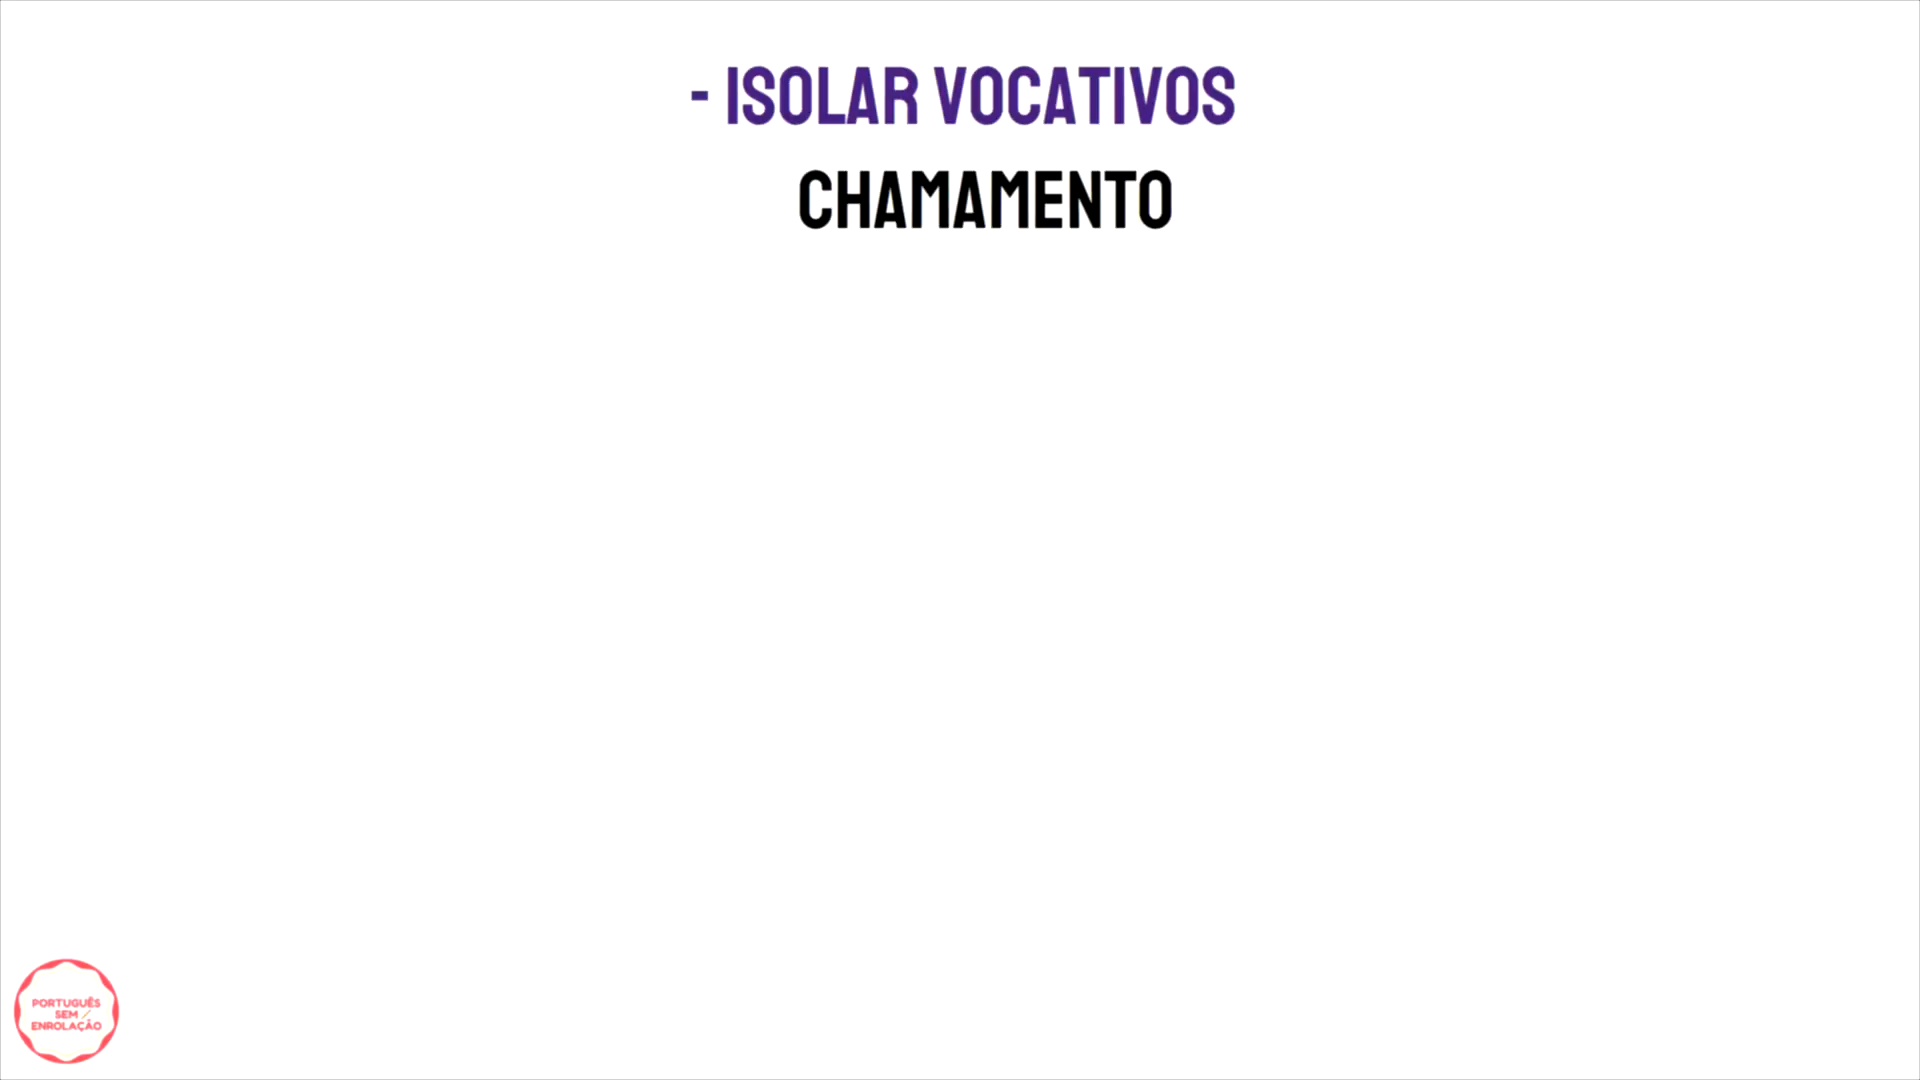 - ISOLAR VOCATIVOS
CHAMAMENTO
PORTUGUÊS
SEM
ENROLAÇÃO